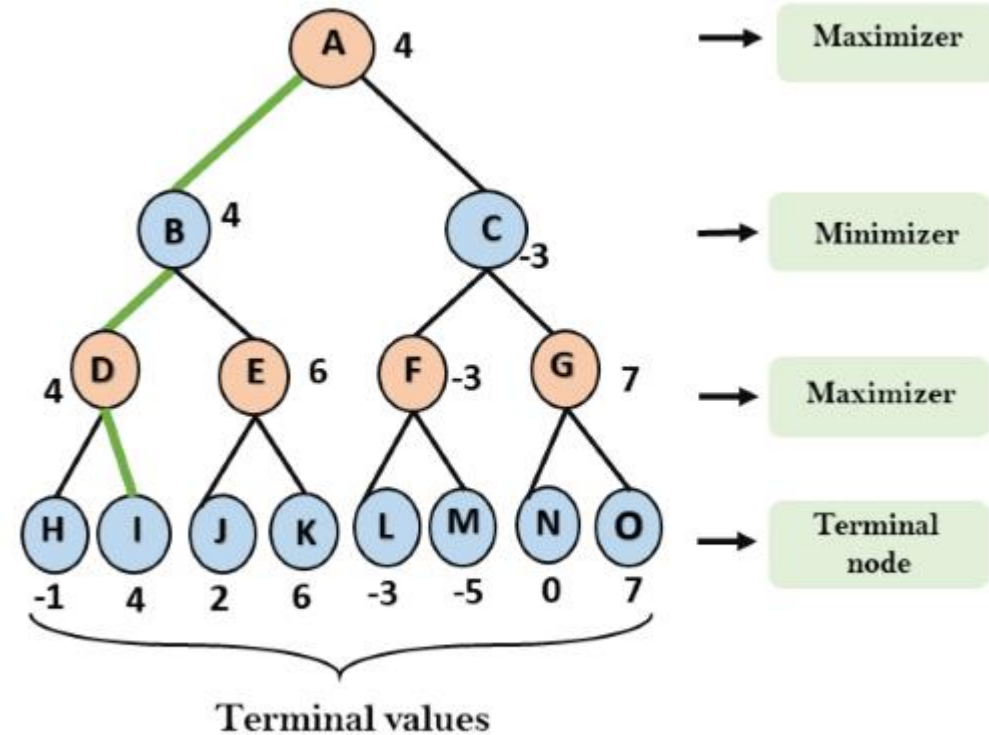 A 4
Maximizer
B 4
C -3
Minimizer
4 D
E 6
F -3
G 7
Maximizer
H I J K L M N O
Terminal
node
-1 4 2 6 -3 -5 0 7
Terminal values